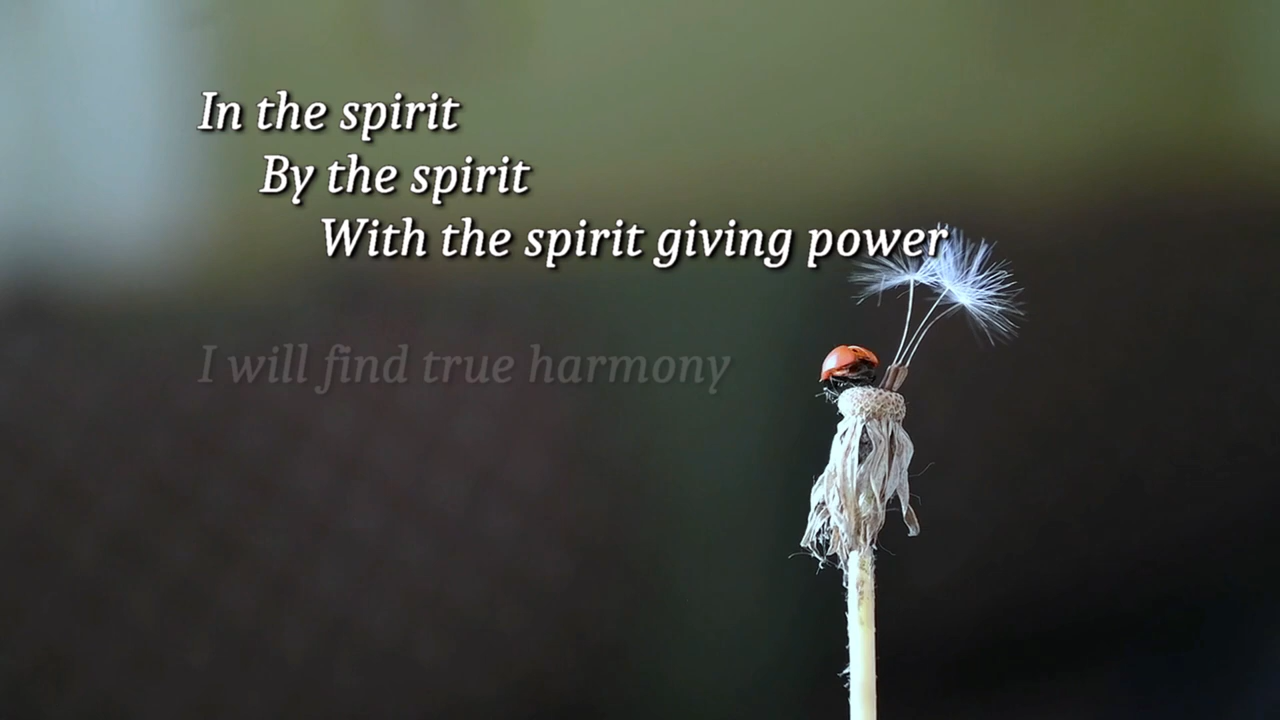 In the spirit
By the spirit
With the spirit giving power
I will find true harmony